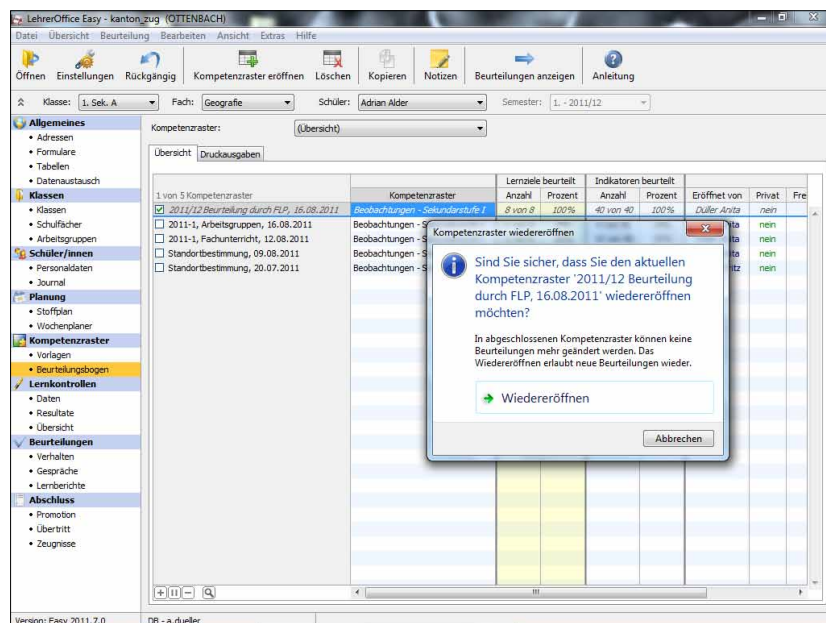 LehrerOffice Easy - kanton_zug (OTTENBACH)
Datei Übersicht Beurteilung Bearbeiten Ansicht Extras Hilfe
Öffnen Einstellungen Rückgängig Kompetenzraster eröffnen Löschen Kopieren Notizen Beurteilungen anzeigen Anleitung
Klasse: 1. Sek. A Fach: Geografie Schüler: Adrian Alder Semester: 1. - 2011/12
Allgemeines
• Adressen
• Formulare
• Tabellen
• Datenaustausch
Klassen
• Klassen
• Schulfächer
• Arbeitsgruppen
Schüler/innen
• Personaldaten
• Journal
Planung
• Stoffplan
• Wochenplaner
Kompetenzraster
• Vorlagen
• Beurteilungsbogen
Lernkontrollen
• Daten
• Resultate
• Übersicht
Beurteilungen
• Verhalten
• Gespräche
• Lernberichte
Abschluss
• Promotion
• Übertritt
• Zeugnisse
Kompetenzraster: (Übersicht)
Übersicht Druckausgaben
Lernziele beurteilt Indikatoren beurteilt
1 von 5 Kompetenzraster Kompetenzraster Anzahl Prozent Anzahl Prozent Eröffnet von Privat Fre
2011/12 Beurteilung durch FLP, 16.08.2011 Beobachtungen - Sekundarstufe I 8 von 8 100% 40 von 40 100% Düller Anita nein
2011-1, Arbeitsgruppen, 16.08.2011 Beobachtungen - S ita nein
2011-1, Fachunterricht, 12.08.2011 Beobachtungen - S ita nein
Standortbestimmung, 09.08.2011 Beobachtungen - S ita nein
Standortbestimmung, 20.07.2011 Beobachtungen - S itz nein
Kompetenzraster wiedereröffnen
Sind Sie sicher, dass Sie den aktuellen
Kompetenzraster '2011/12 Beurteilung
durch FLP, 16.08.2011' wiedereröffnen
möchten?
In abgeschlossenen Kompetenzraster können keine
Beurteilungen mehr geändert werden. Das
Wiedereröffnen erlaubt neue Beurteilungen wieder.
Wiedereröffnen
Abbrechen
Version: Easy 2011.7.0 DB - a.dueller